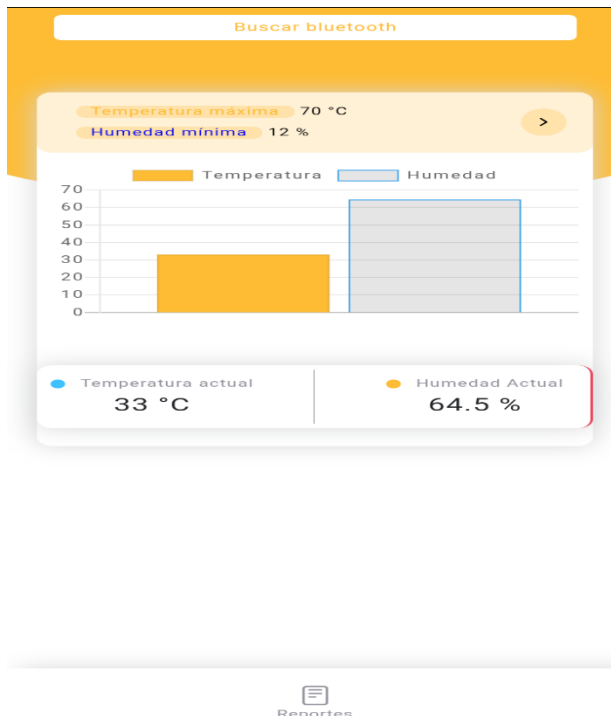 Buscar bluetooth
Temperatura máxima 70 °C
Humedad mínima 12 %
>
Temperatura Humedad
70
60
50
40
30
20
10
0
Temperatura actual Humedad Actual
33 °C 64.5 %
Reportes